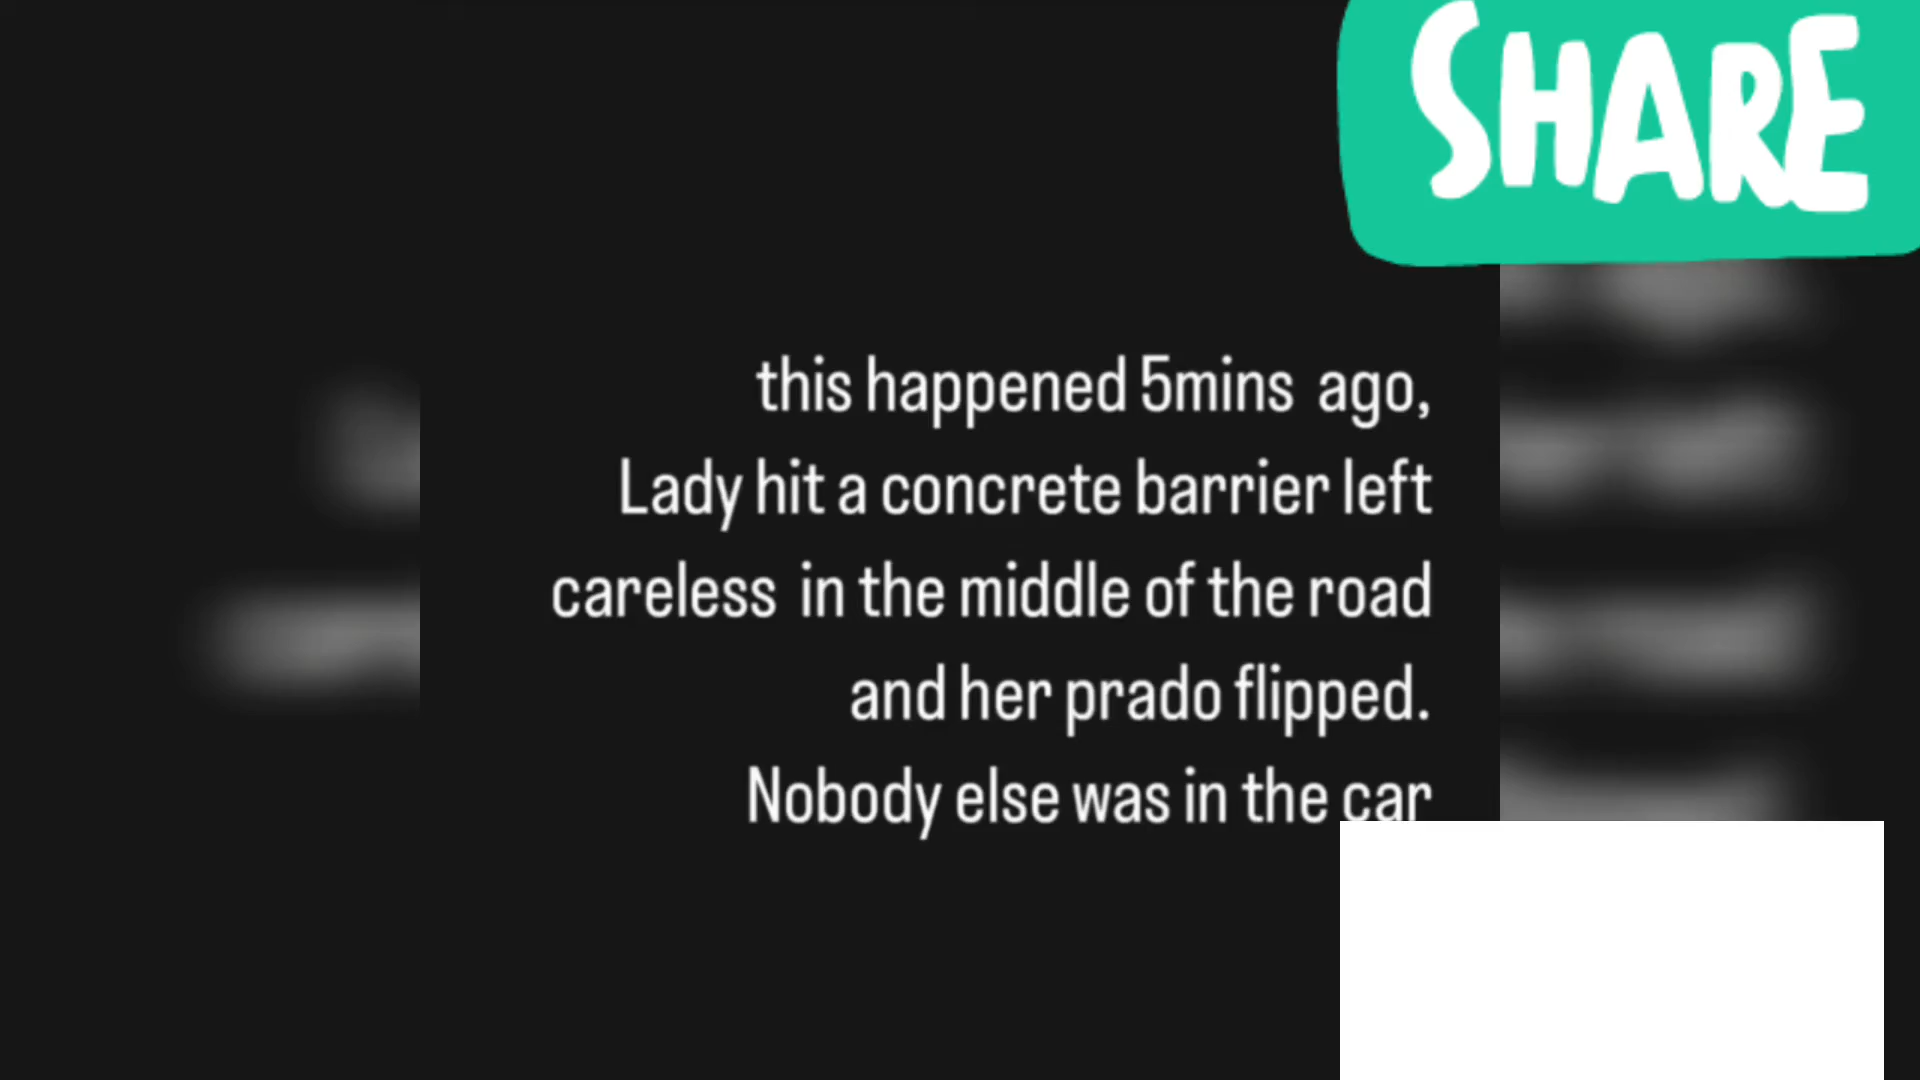 SHARE
this happened 5mins ago,
Lady hit a concrete barrier left
careless in the middle of the road
and her prado flipped.
Nobody else was in the car